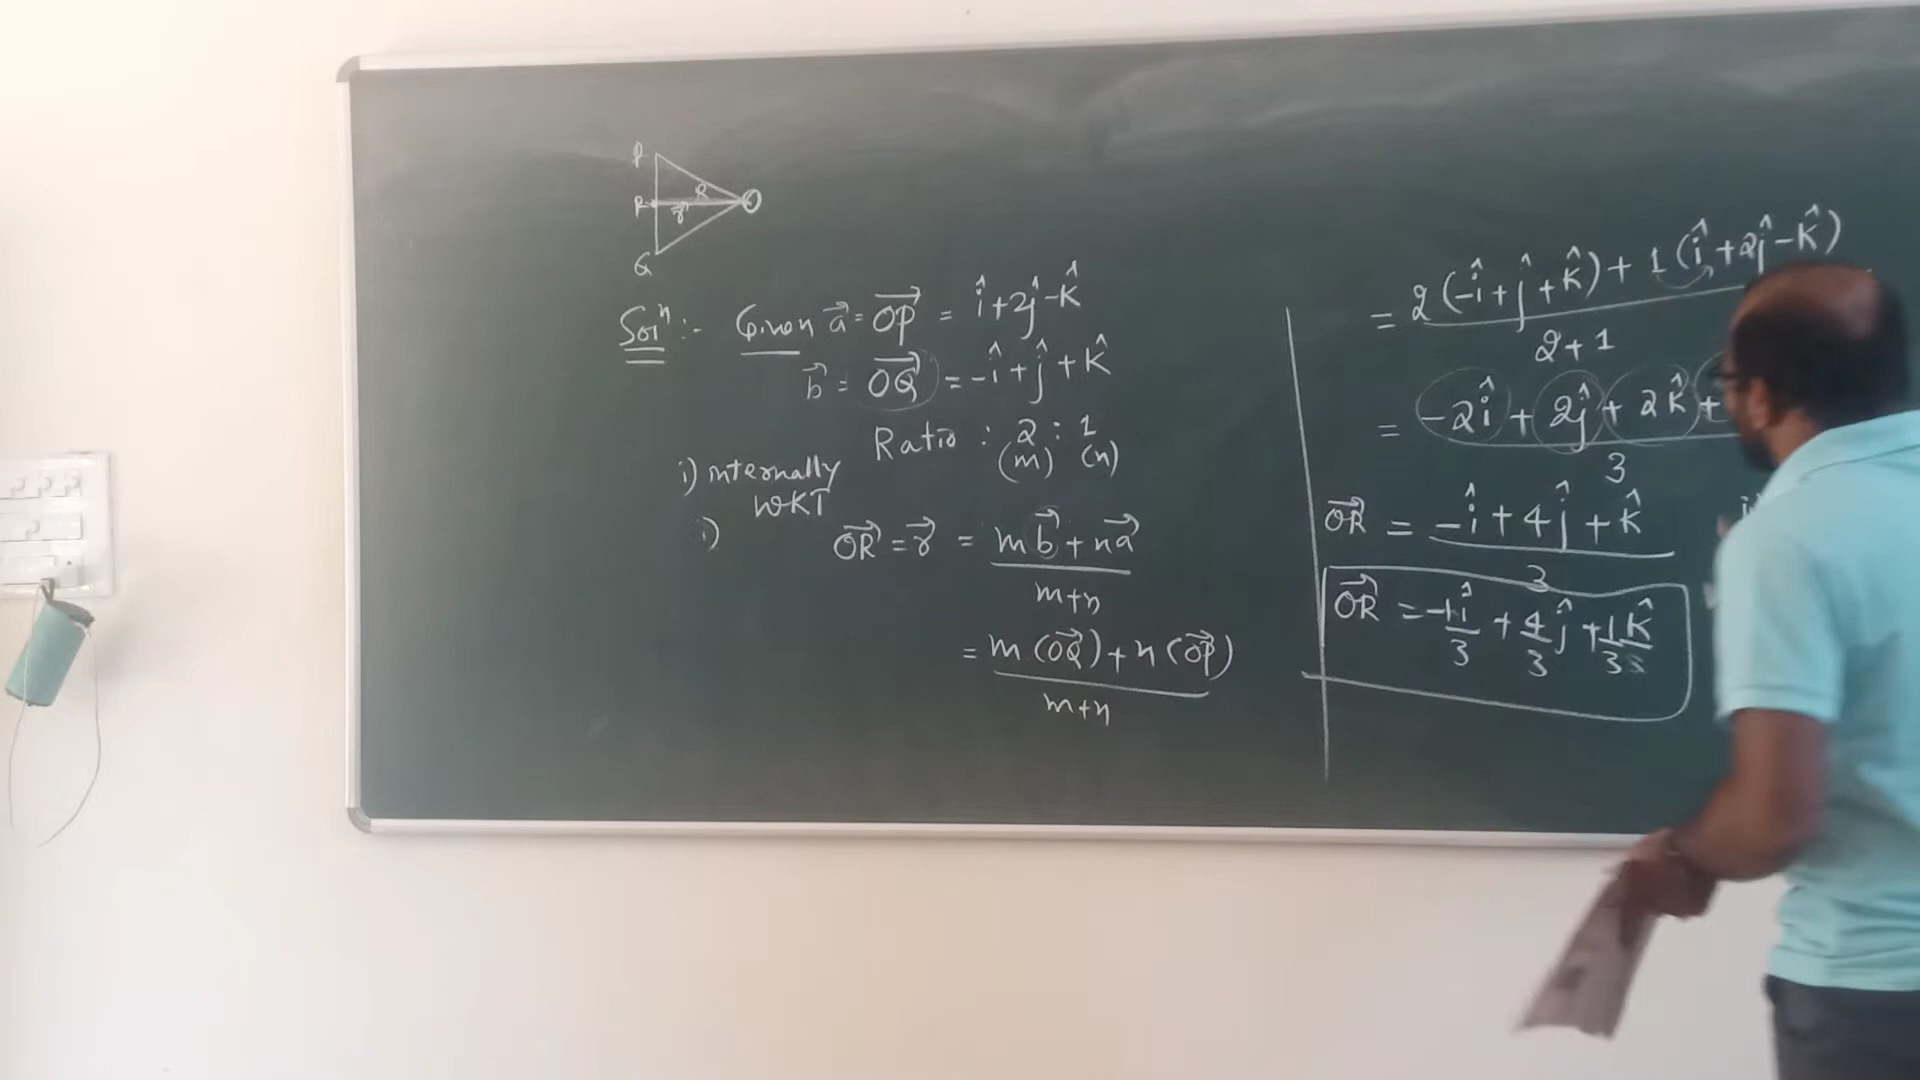 P
R
R r⃗ O
Q
Solⁿ :- Given a⃗ = OP⃗ = î + 2ĵ - k̂
b⃗ = OQ⃗ = -î + ĵ + k̂
Ratio : 2 : 1
(m) (n)
i) internally
WKT
i) OR⃗ = r⃗ = mb⃗ + na⃗
m+n
= m(OQ⃗) + n(OP⃗)
m+n
= 2(-î + ĵ + k̂) + 1(î + 2ĵ - k̂)
2+1
= -2î + 2ĵ + 2k̂ +
3
OR⃗ = -î + 4ĵ + k̂
3
OR⃗ = -1î/3 + 4/3 ĵ + 1k̂/3